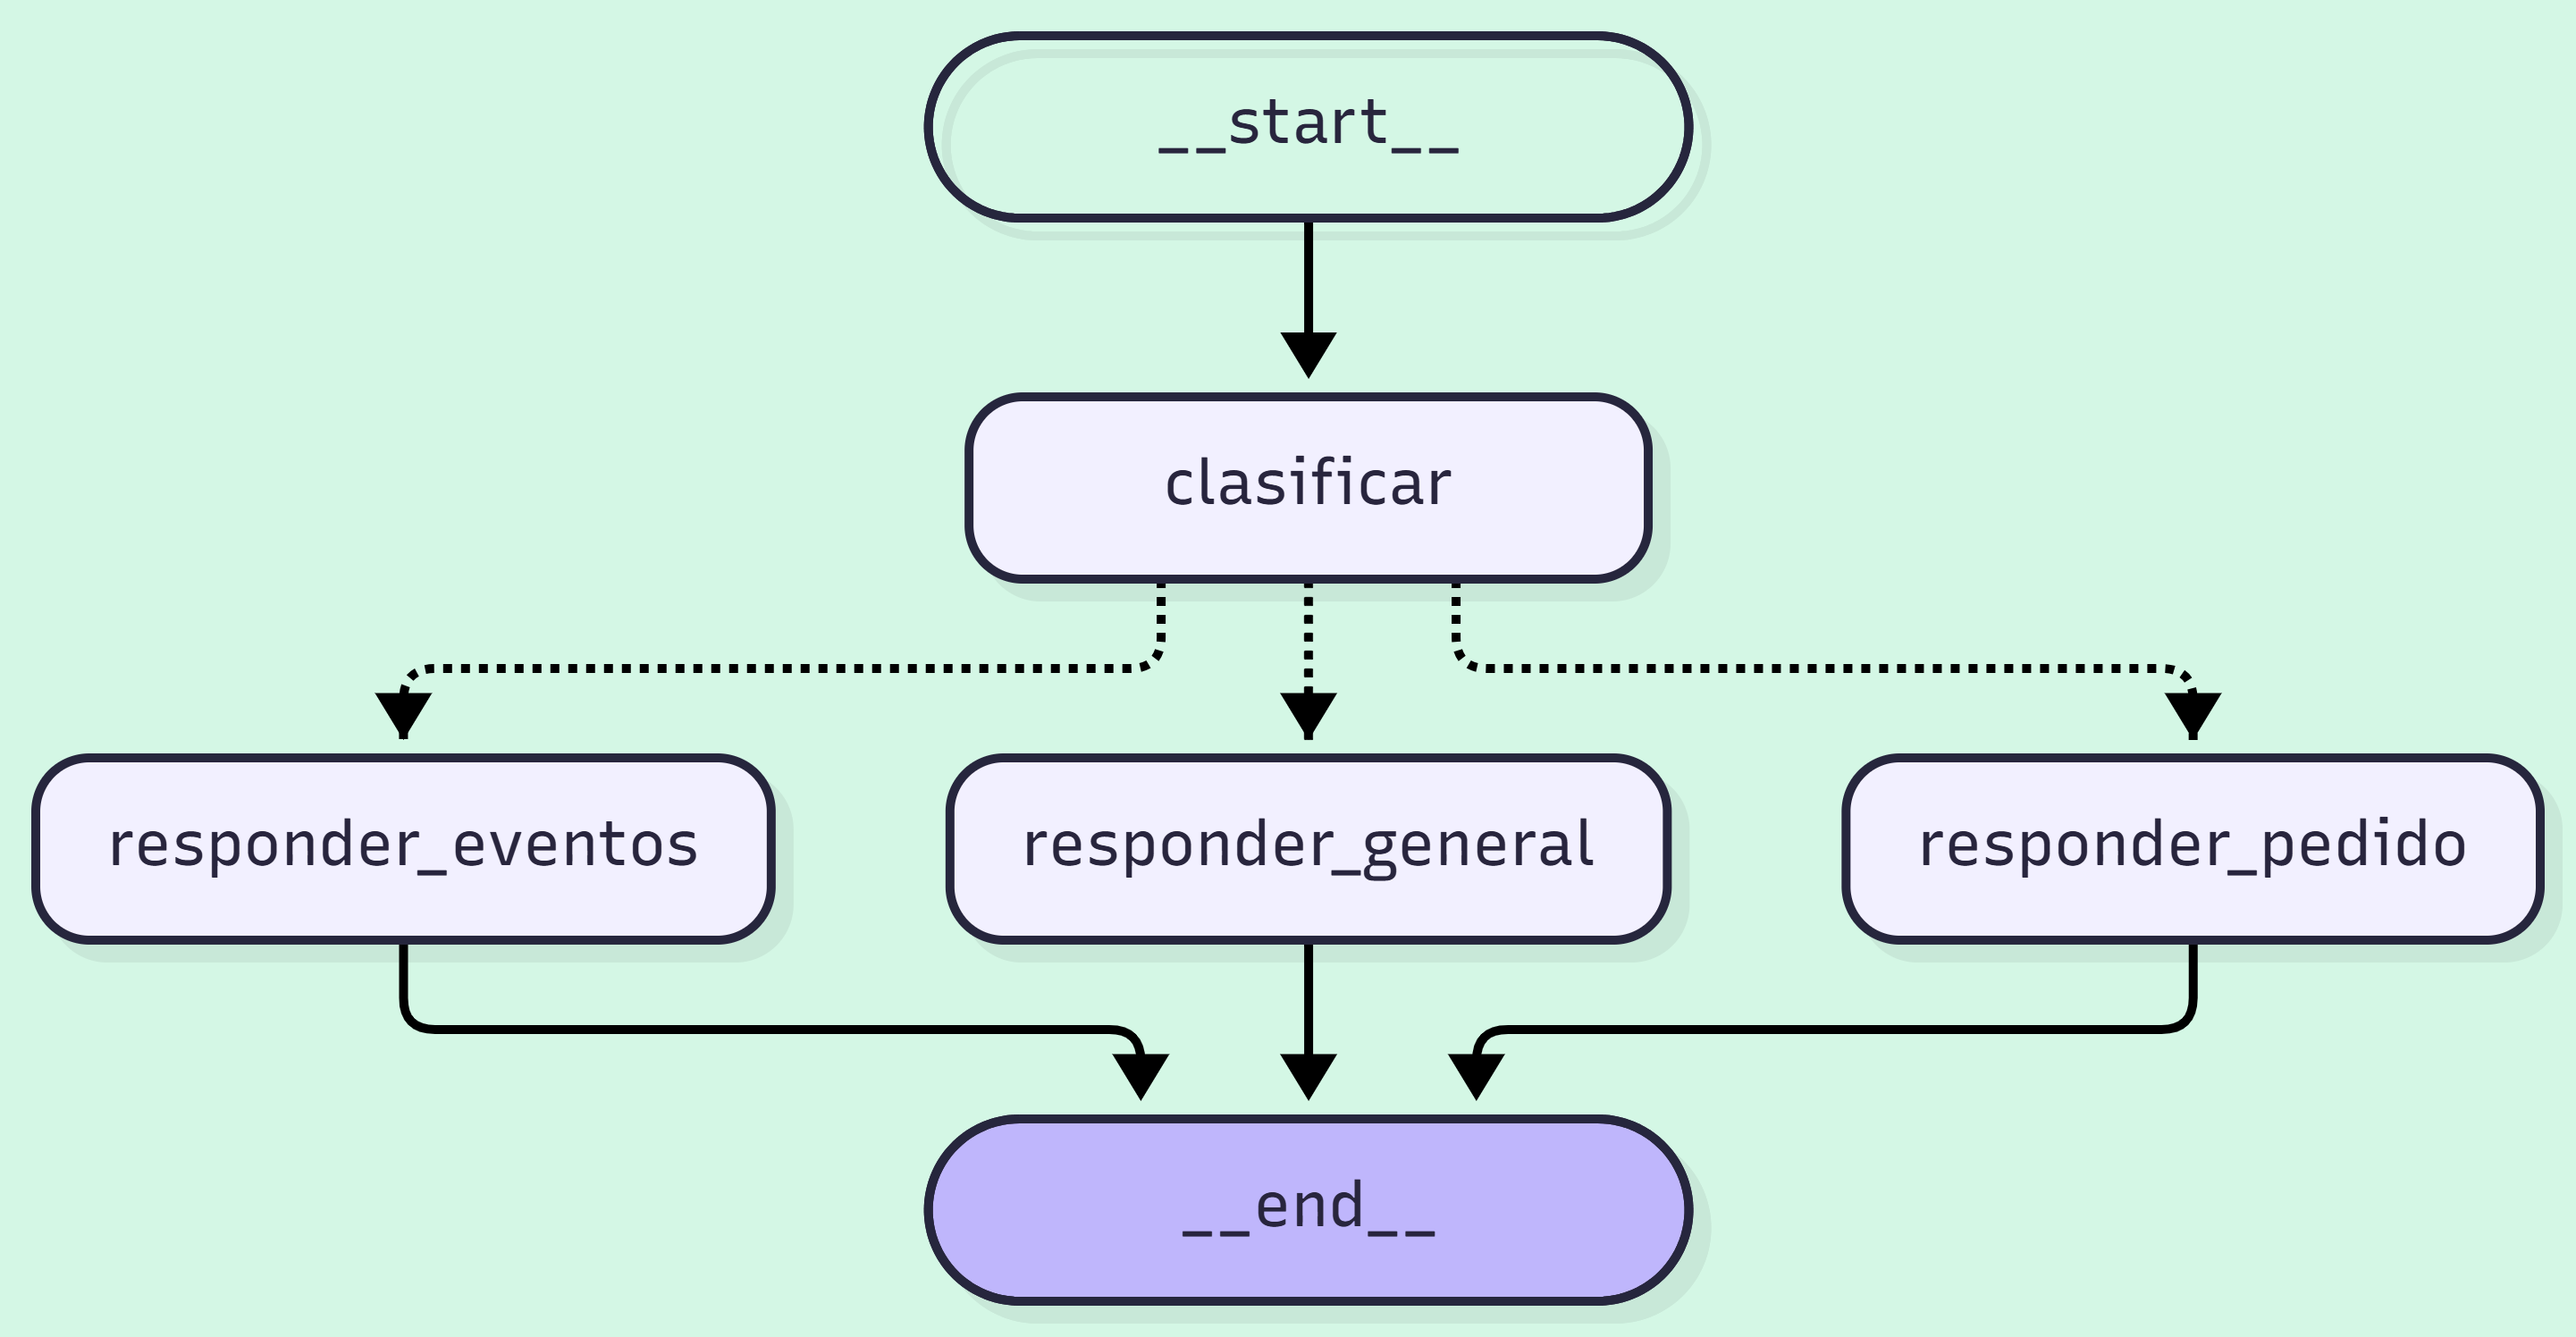 __start__
clasificar
responder_eventos
responder_general
responder_pedido
__end__